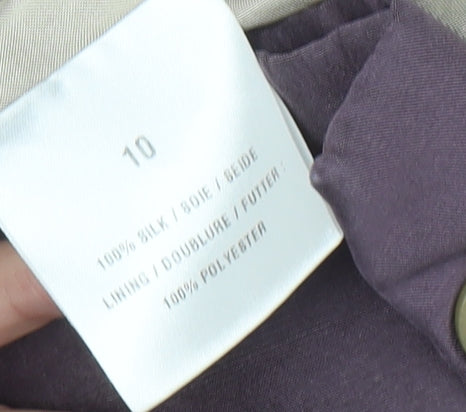 10
100% SILK / SOIE / SEIDE
LINING / DOUBLURE / FUTTER :
100% POLYESTER